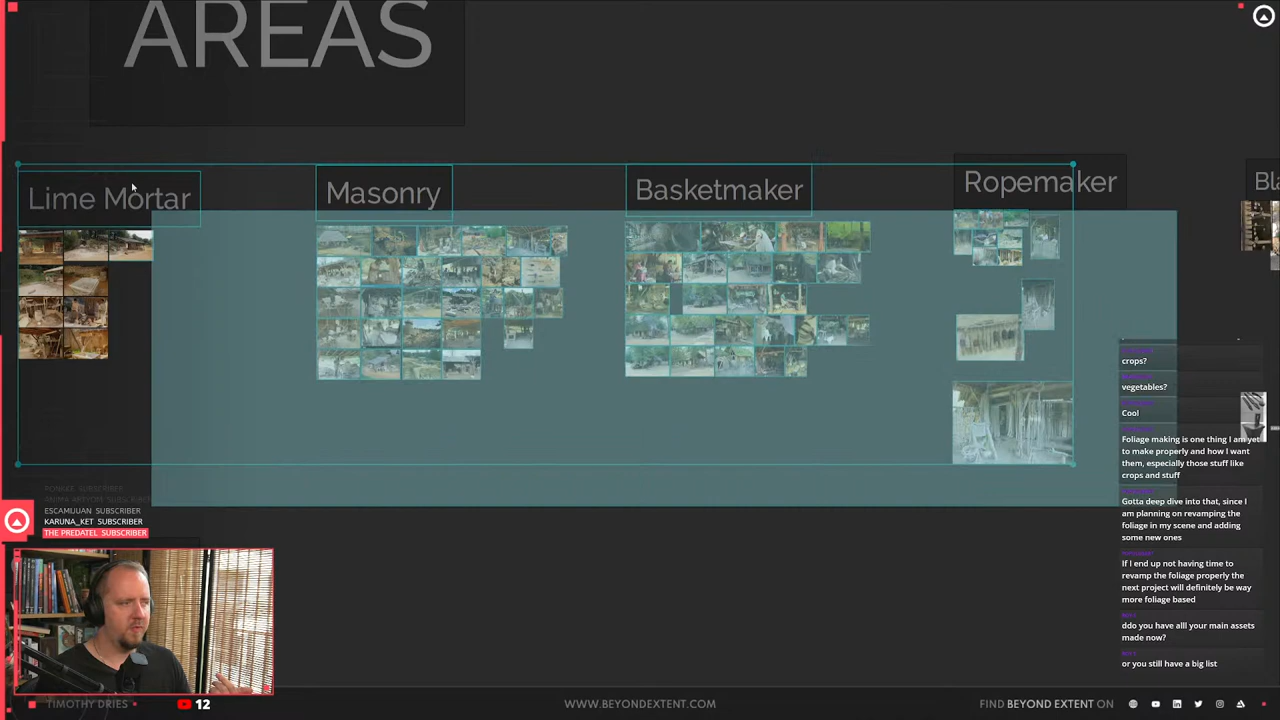 AREAS
Lime Mortar
Masonry
Basketmaker
Ropemaker
Bl
crops?
vegetables?
Cool
Foliage making is one thing I am yet
to make properly and how I want
them, especially those stuff like
crops and stuff
Gotta deep dive into that, since I
am planning on revamping the
foliage in my scene and adding
some new ones
If I end up not having time to
revamp the foliage properly the
next project will definitely be way
more foliage based
ddo you have alll your main assets
made now?
or you still have a big list
ESCAMIJUAN SUBSCRIBER
KARUNA_KET SUBSCRIBER
THE PREDATEL SUBSCRIBER
TIMOTHY DRIES
12
WWW.BEYONDEXTENT.COM
FIND BEYOND EXTENT ON